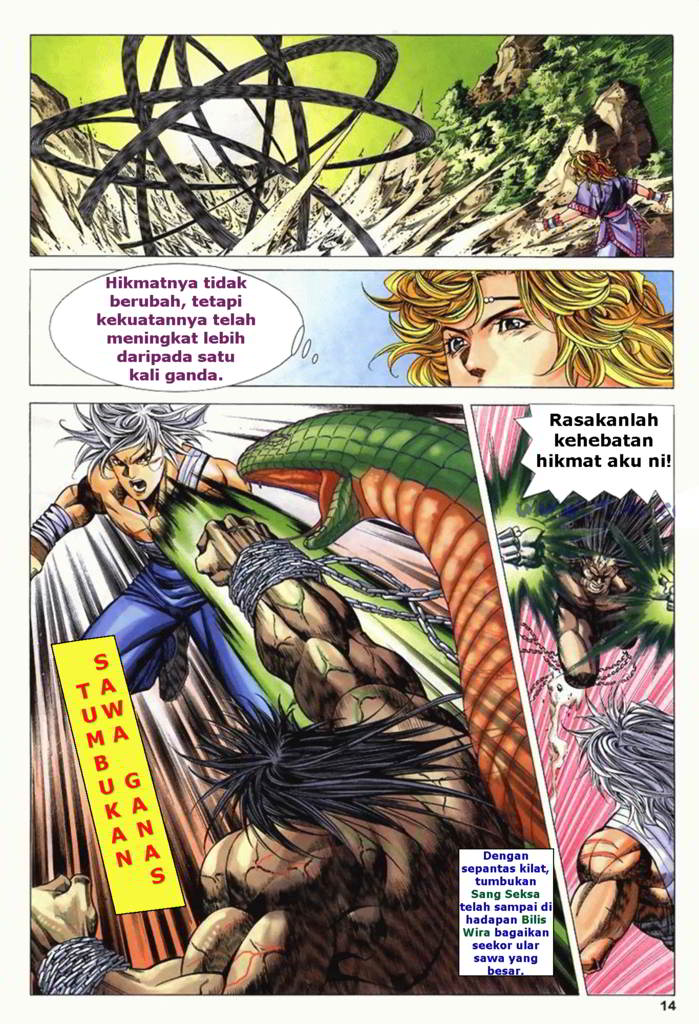 Hikmatnya tidak
berubah, tetapi
kekuatannya telah
meningkat lebih
daripada satu
kali ganda.
Rasakanlah
kehebatan
hikmat aku ni!
TUMBUKAN
SAWA GANAS
Dengan
sepantas kilat,
tumbukan
Sang Seksa
telah sampai di
hadapan Bilis
Wira bagaikan
seekor ular
sawa yang
besar.
14